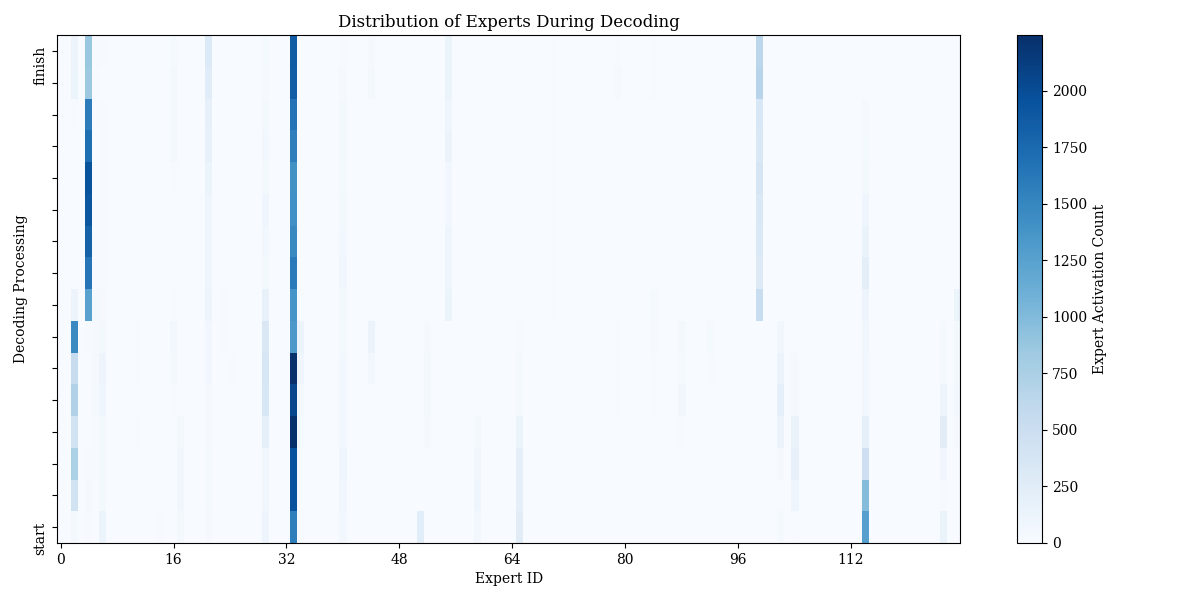 Distribution of Experts During Decoding
finish
Decoding Processing
start
0 16 32 48 64 80 96 112
Expert ID
2000
1750
1500
1250
1000
750
500
250
0
Expert Activation Count